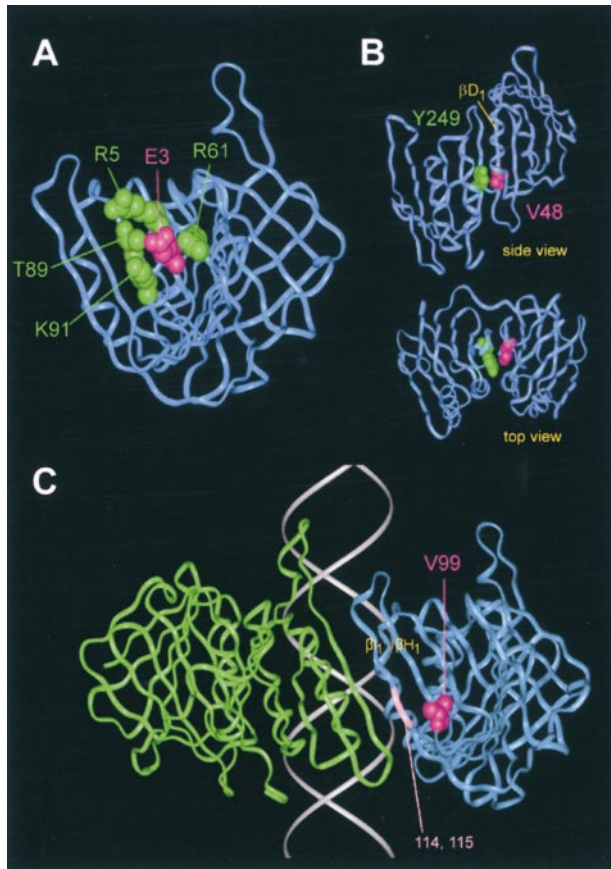 A
R5 E3 R61
T89
K91
B
βD1
Y249
V48
side view
top view
C
V99
βI1 βH1
114, 115